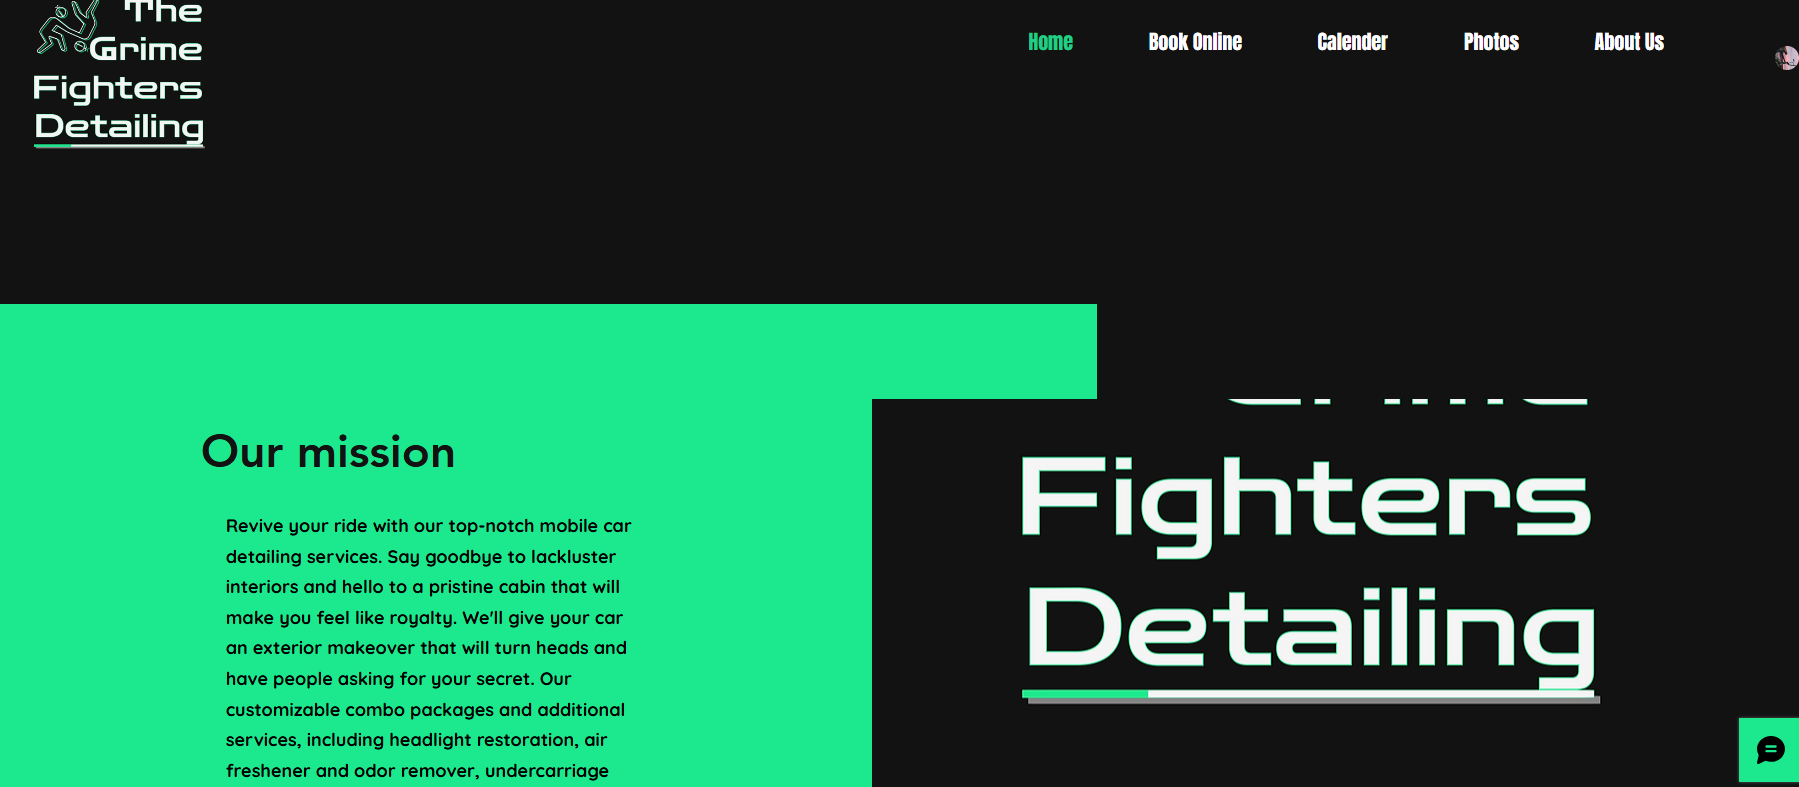 The
Grime
Fighters
Detailing
Home
Book Online
Calender
Photos
About Us
Our mission
Revive your ride with our top-notch mobile car
detailing services. Say goodbye to lackluster
interiors and hello to a pristine cabin that will
make you feel like royalty. We'll give your car
an exterior makeover that will turn heads and
have people asking for your secret. Our
customizable combo packages and additional
services, including headlight restoration, air
freshener and odor remover, undercarriage
Fighters
Detailing